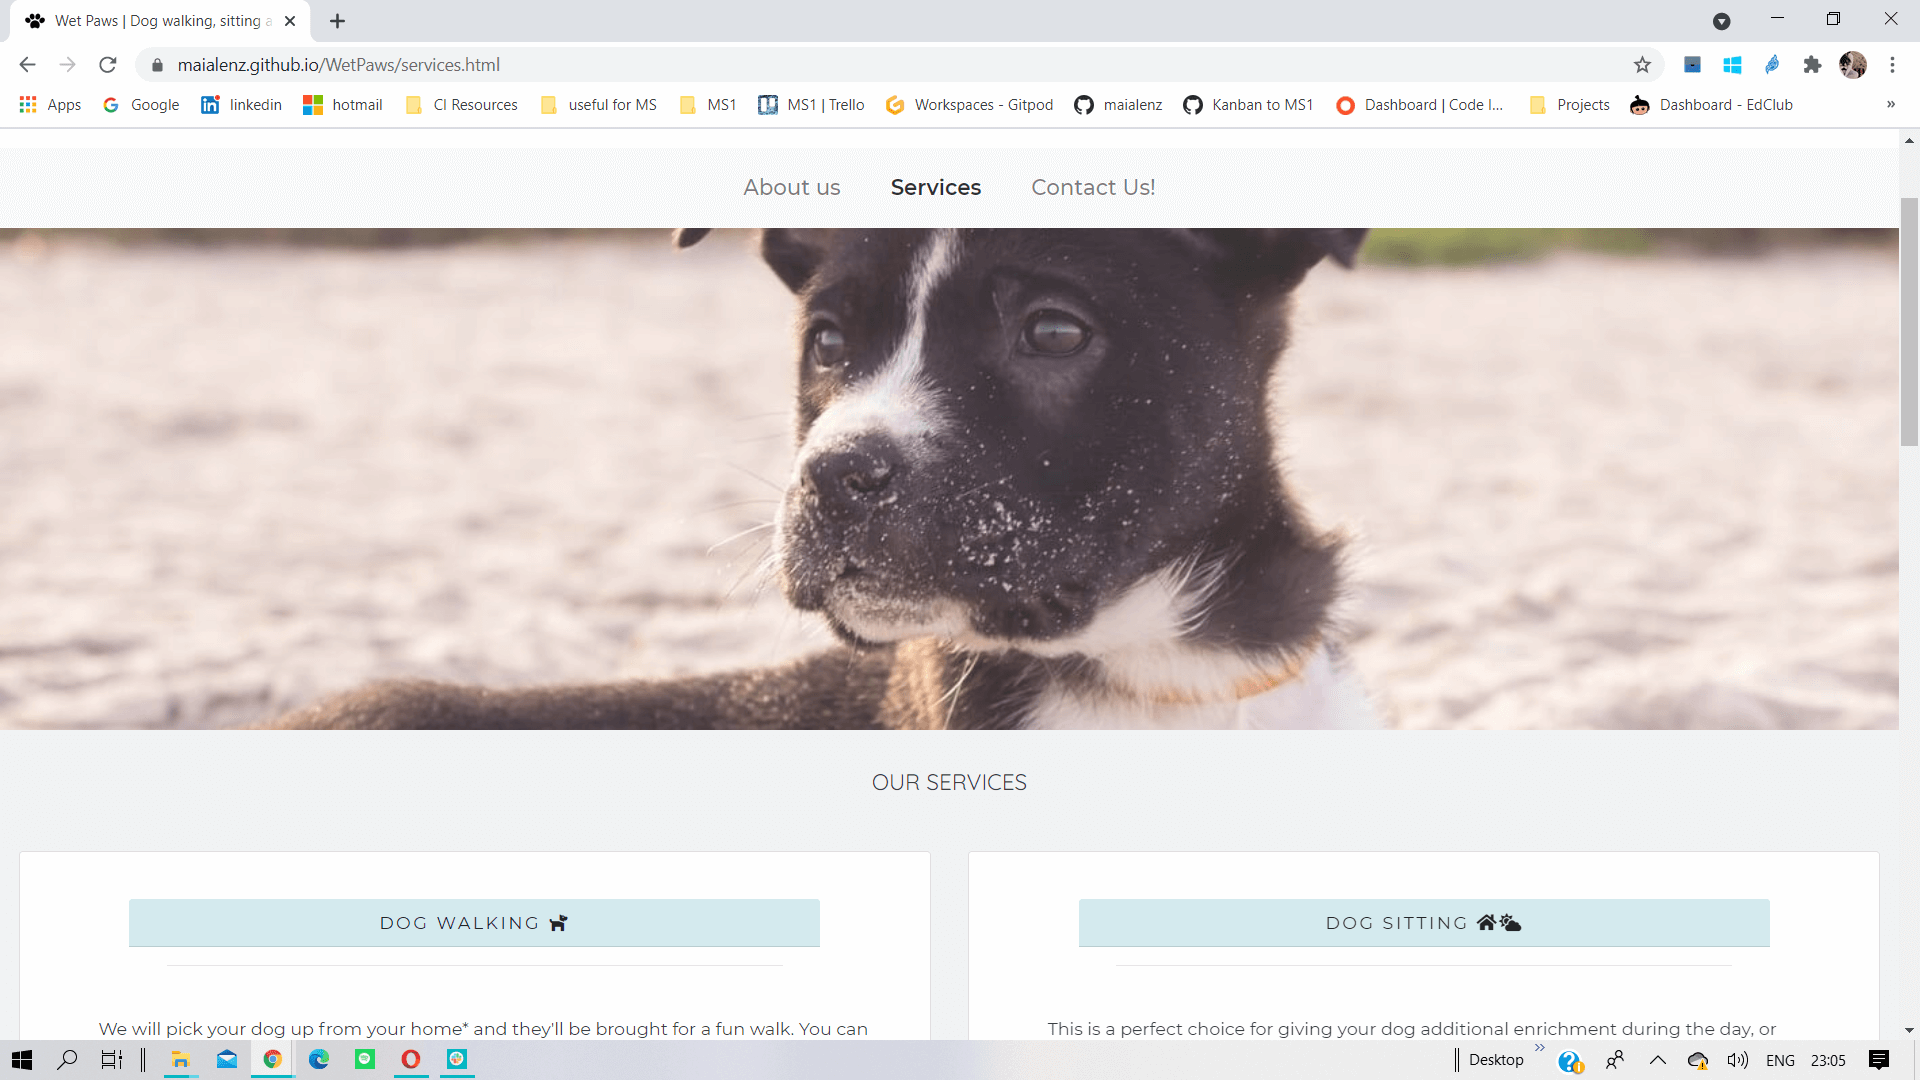 Wet Paws | Dog walking, sitting a
maialenz.github.io/WetPaws/services.html
Apps Google linkedin hotmail CI Resources useful for MS MS1 MS1 | Trello Workspaces - Gitpod maialenz Kanban to MS1 Dashboard | Code I... Projects Dashboard - EdClub »
About us Services Contact Us!
OUR SERVICES
DOG WALKING
DOG SITTING
We will pick your dog up from your home* and they'll be brought for a fun walk. You can
This is a perfect choice for giving your dog additional enrichment during the day, or
Desktop » ENG 23:05